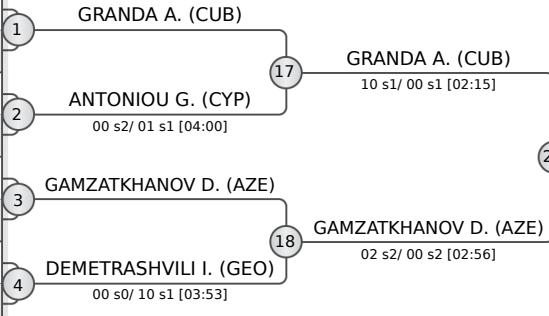 GRANDA A. (CUB)
1
GRANDA A. (CUB)
17
10 s1/ 00 s1 [02:15]
ANTONIOU G. (CYP)
2
00 s2/ 01 s1 [04:00]
GAMZATKHANOV D. (AZE)
3
GAMZATKHANOV D. (AZE)
18
02 s2/ 00 s2 [02:56]
DEMETRASHVILI I. (GEO)
4
00 s0/ 10 s1 [03:53]